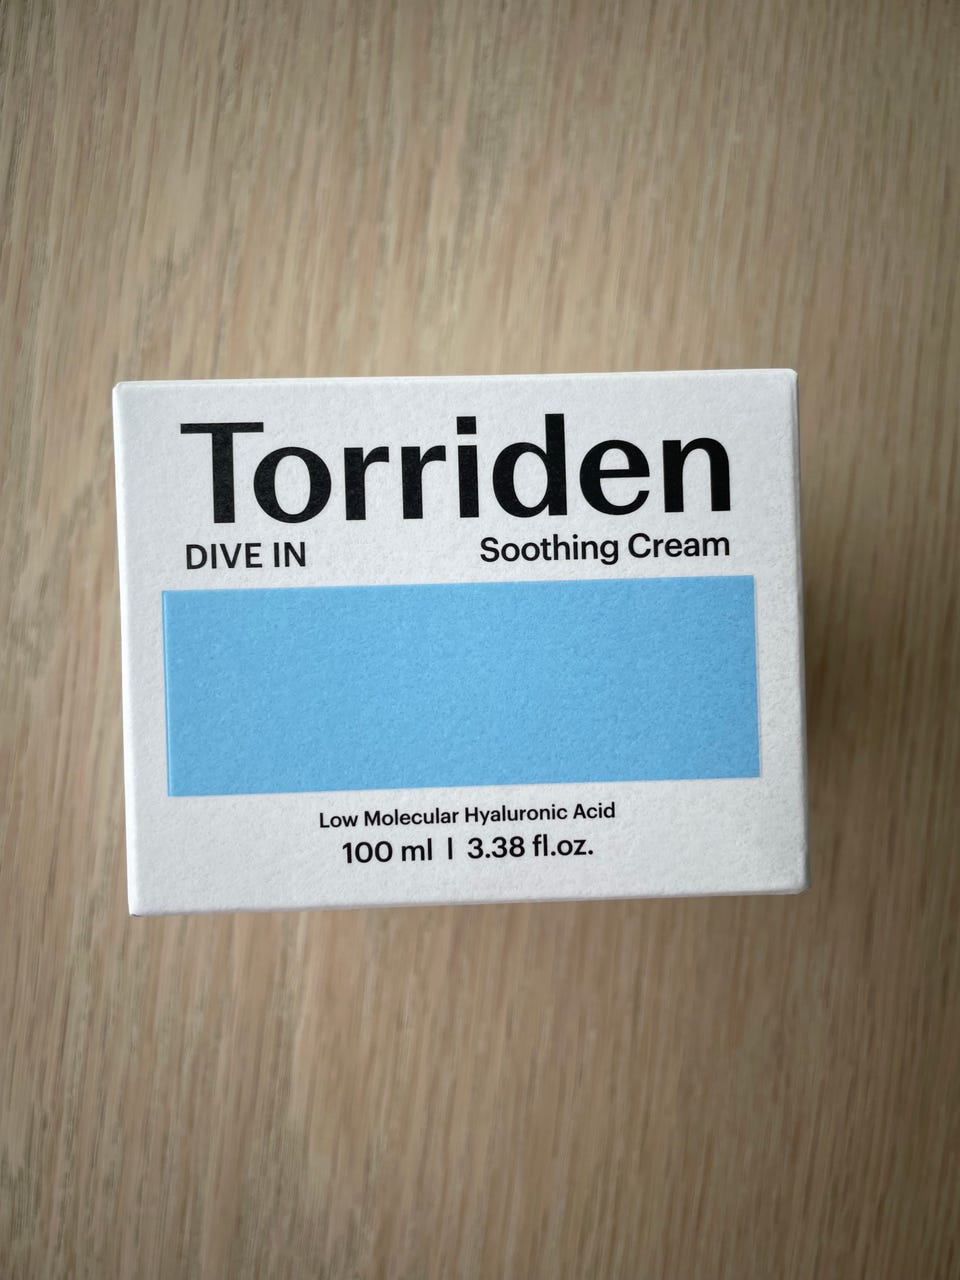 Torriden
DIVE IN Soothing Cream
Low Molecular Hyaluronic Acid
100 ml | 3.38 fl.oz.